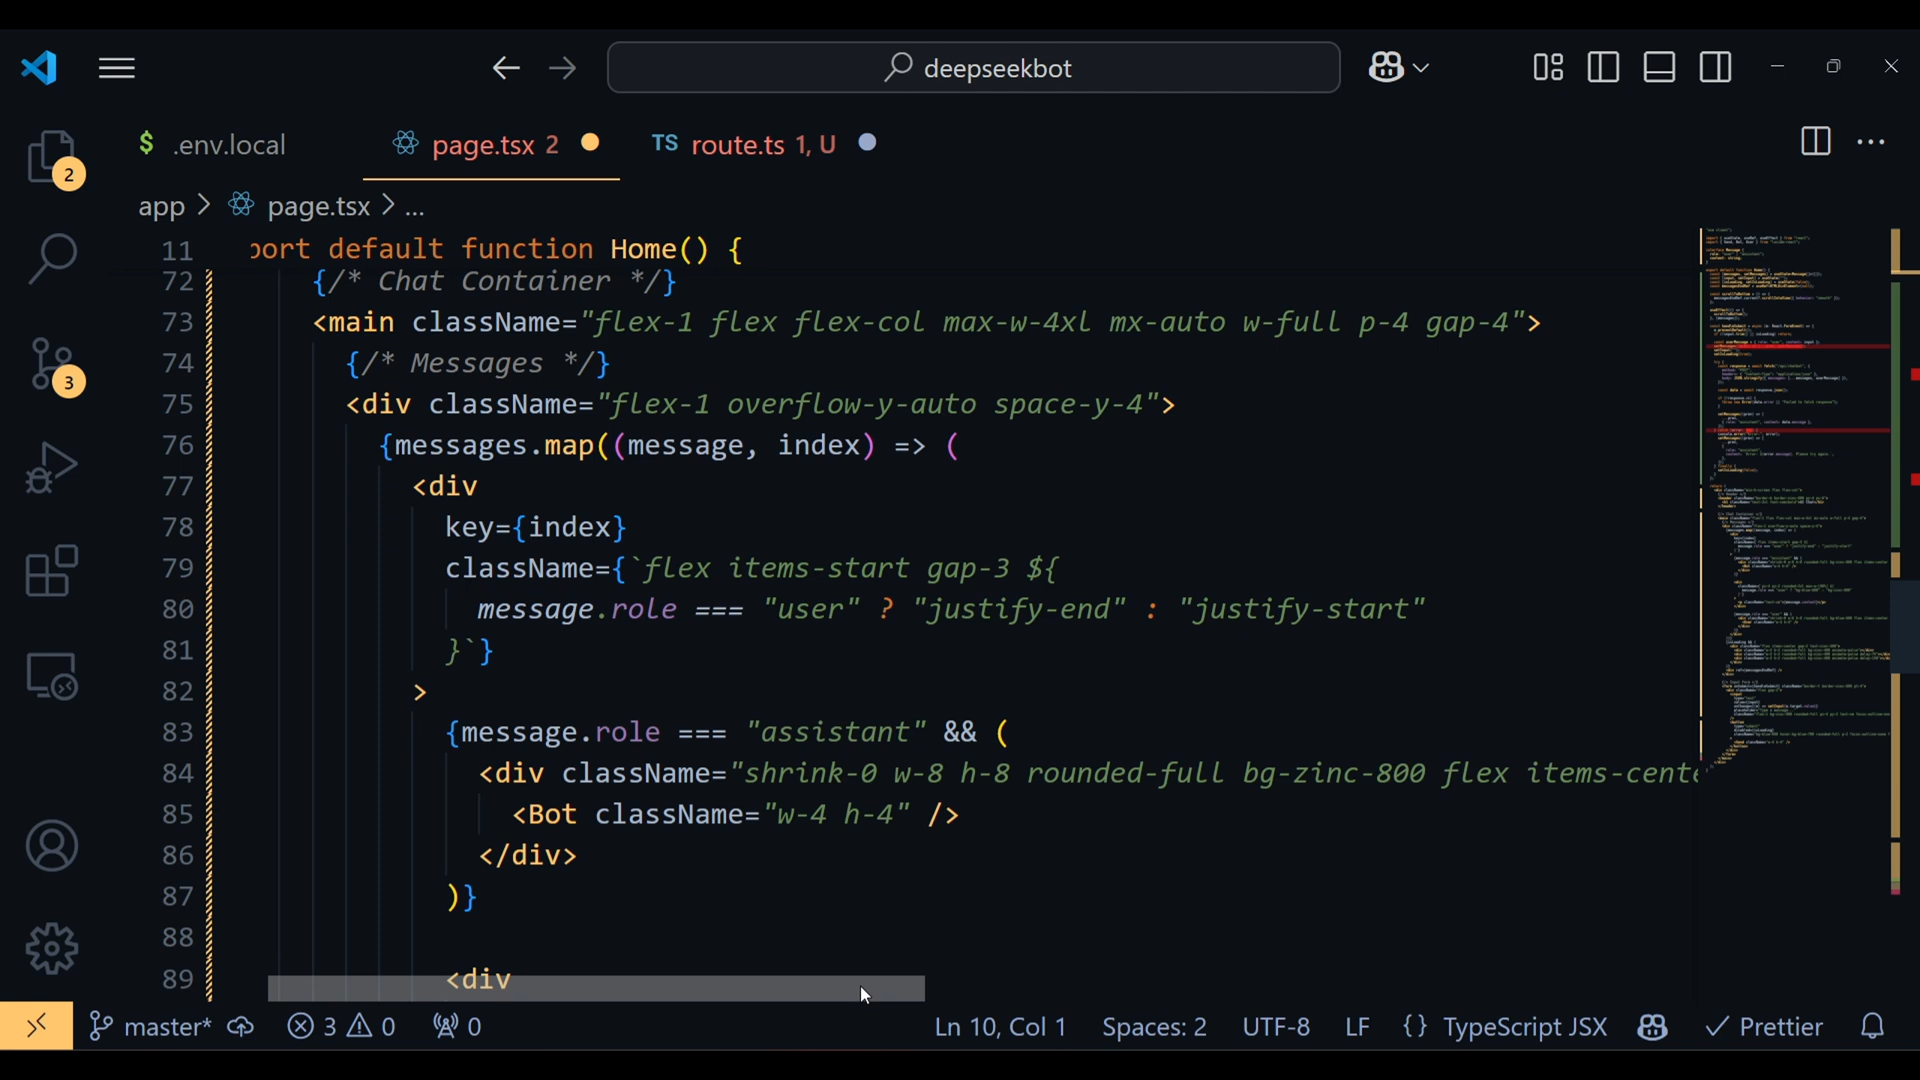 deepseekbot
$ .env.local
page.tsx 2
TS route.ts 1, U
2
app > page.tsx > ...
11 port default function Home() {
72 {/* Chat Container */}
73 <main className="flex-1 flex flex-col max-w-4xl mx-auto w-full p-4 gap-4">
74 {/* Messages */}
75 <div className="flex-1 overflow-y-auto space-y-4">
76 {messages.map((message, index) => (
77 <div
78 key={index}
79 className={`flex items-start gap-3 ${
80 message.role === "user" ? "justify-end" : "justify-start"
81 }`}
82 >
83 {message.role === "assistant" && (
84 <div className="shrink-0 w-8 h-8 rounded-full bg-zinc-800 flex items-cente
85 <Bot className="w-4 h-4" />
86 </div>
87 )}
88
89 <div
3
master* 3 0 0 Ln 10, Col 1 Spaces: 2 UTF-8 LF {} TypeScript JSX Prettier